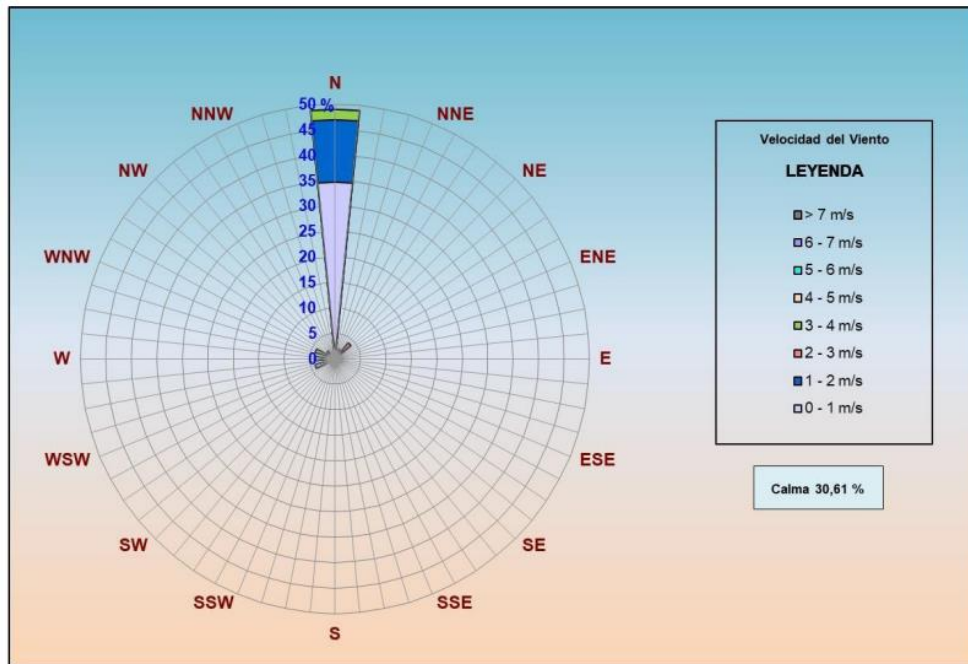 N
NNW
NNE
NW
NE
WNW
ENE
W
E
WSW
ESE
SW
SE
SSW
SSE
S
50 %
45
40
35
30
25
20
15
10
5
0
Velocidad del Viento
LEYENDA
> 7 m/s
6 - 7 m/s
5 - 6 m/s
4 - 5 m/s
3 - 4 m/s
2 - 3 m/s
1 - 2 m/s
0 - 1 m/s
Calma 30,61 %